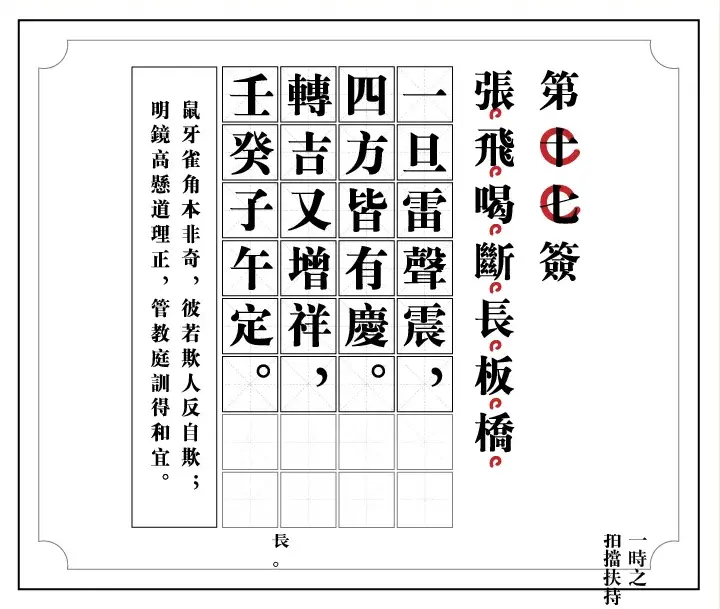 第十七簽
張飛喝斷長板橋
一旦雷聲震，
四方皆有慶。
轉吉又增祥，
壬癸子午定。
鼠牙雀角本非奇，彼若欺人反自欺；
明鏡高懸道理正，管教庭訓得和宜。
一時之
拍擋扶持
長。